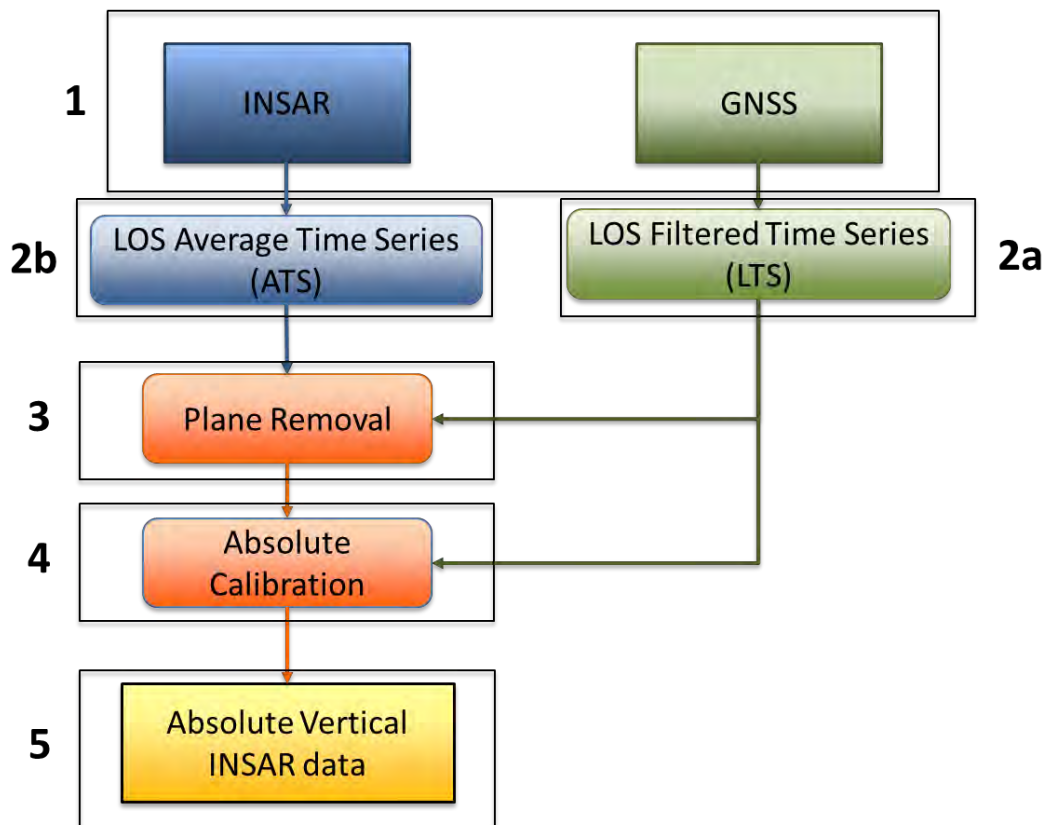 1
INSAR
GNSS
2b
LOS Average Time Series
(ATS)
LOS Filtered Time Series
(LTS)
2a
3
Plane Removal
4
Absolute
Calibration
5
Absolute Vertical
INSAR data